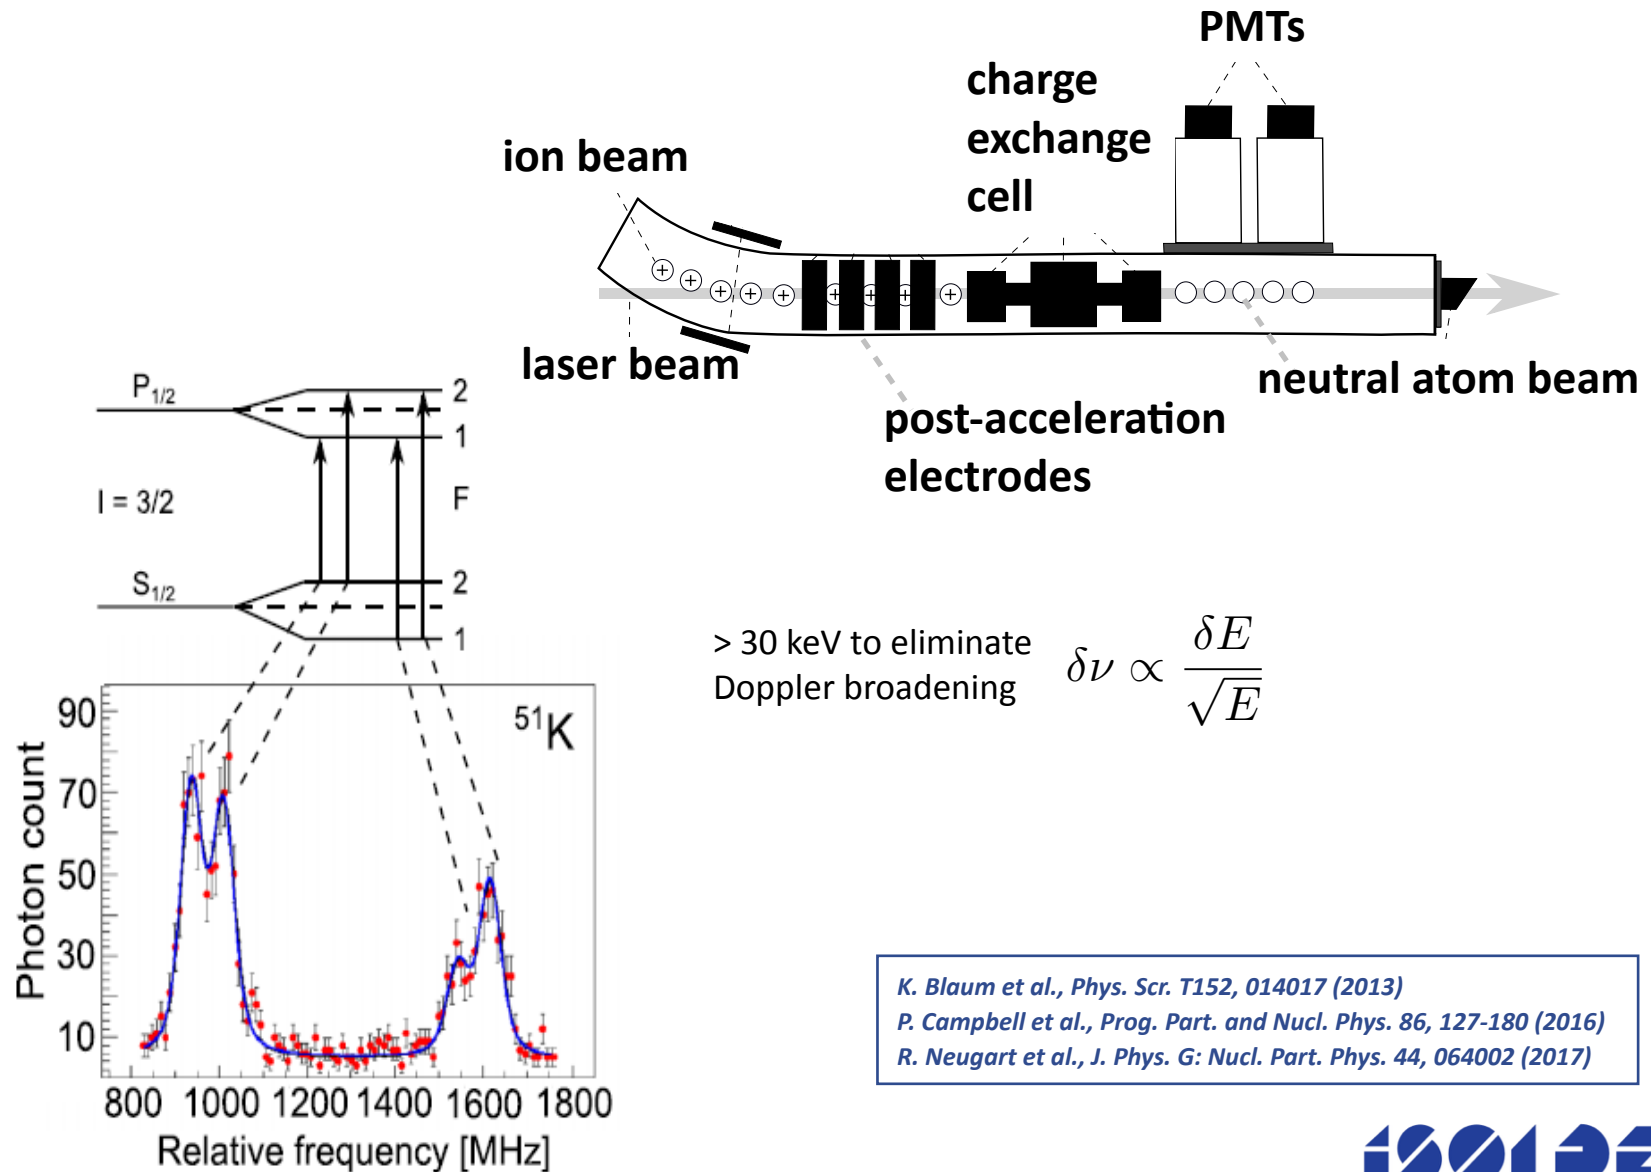 PMTs
charge
exchange
cell
ion beam
laser beam
neutral atom beam
post-acceleration
electrodes
P1/2
2
1
I = 3/2
F
S1/2
2
1
> 30 keV to eliminate
Doppler broadening
δν ∝ δE/√E
51K
Photon count
90
70
50
30
10
800 1000 1200 1400 1600 1800
Relative frequency [MHz]
K. Blaum et al., Phys. Scr. T152, 014017 (2013)
P. Campbell et al., Prog. Part. and Nucl. Phys. 86, 127-180 (2016)
R. Neugart et al., J. Phys. G: Nucl. Part. Phys. 44, 064002 (2017)